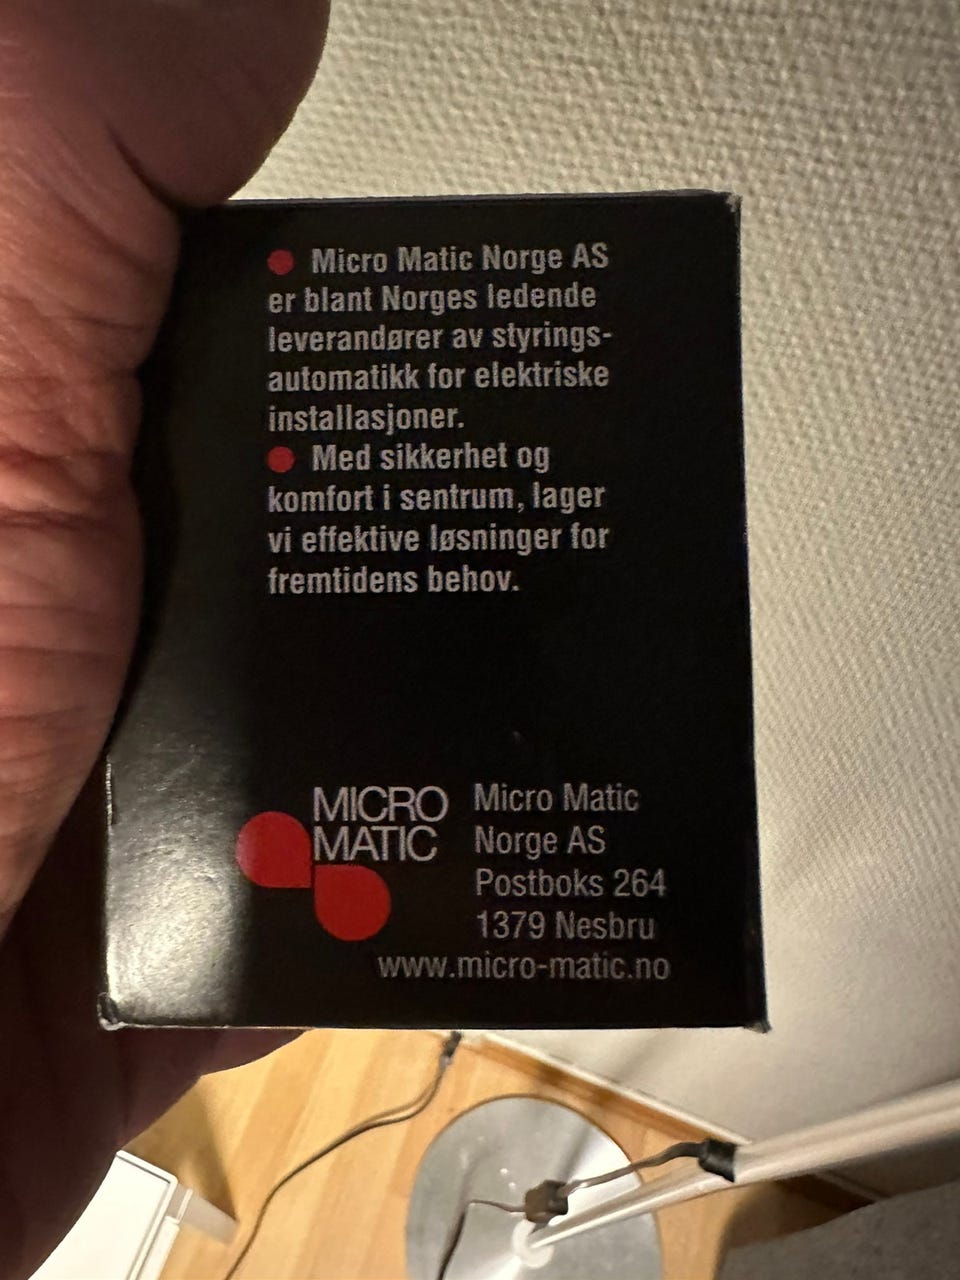 Micro Matic Norge AS
er blant Norges ledende
leverandører av styrings-
automatikk for elektriske
installasjoner.
Med sikkerhet og
komfort i sentrum, lager
vi effektive løsninger for
fremtidens behov.
MICRO
MATIC
Micro Matic
Norge AS
Postboks 264
1379 Nesbru
www.micro-matic.no